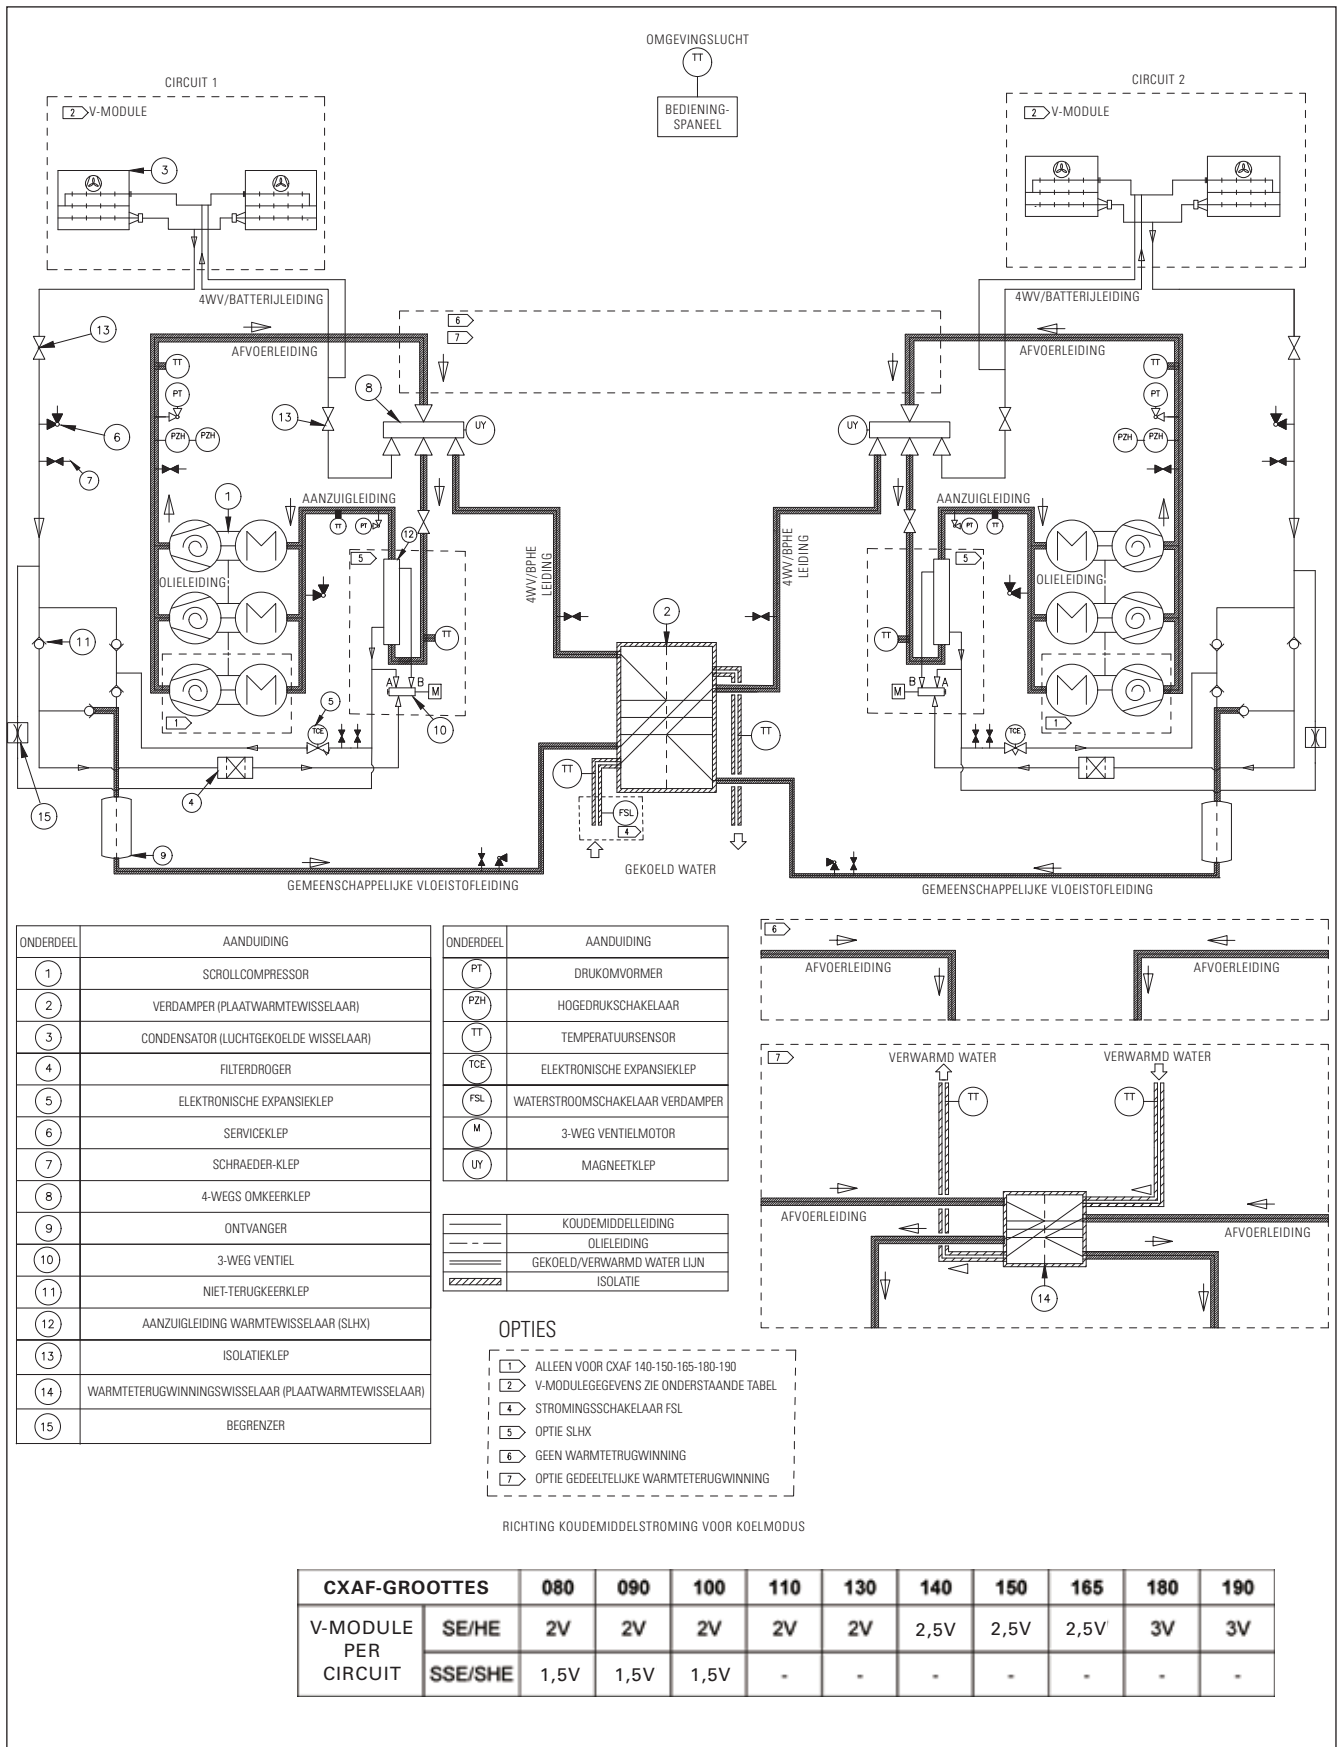 OMGEVINGSLUCHT
TT
BEDIENING-
SPANEEL
CIRCUIT 1
2 V-MODULE
3
CIRCUIT 2
2 V-MODULE
4WV/BATTERIJLEIDING
4WV/BATTERIJLEIDING
13
6
7
AFVOERLEIDING
AFVOERLEIDING
TT
TT
PT
PT
8
13
UY
UY
6
PZH PZH
PZH PZH
7
1
AANZUIGLEIDING
AANZUIGLEIDING
TT PT
PT TT
12
5
5
4WV/BPHE
LEIDING
4WV/BPHE
LEIDING
OLIELEIDING
OLIELEIDING
2
11
TT
TT
A B
M
B A
M
1
1
5
TCE
TCE
10
TT
TT
4
15
FSL
4
9
GEKOELD WATER
GEMEENSCHAPPELIJKE VLOEISTOFLEIDING
GEMEENSCHAPPELIJKE VLOEISTOFLEIDING
ONDERDEEL AANDUIDING
1 SCROLLCOMPRESSOR
2 VERDAMPER (PLAATWARMTEWISSELAAR)
3 CONDENSATOR (LUCHTGEKOELDE WISSELAAR)
4 FILTERDROGER
5 ELEKTRONISCHE EXPANSIEKLEP
6 SERVICEKLEP
7 SCHRAEDER-KLEP
8 4-WEGS OMKEERKLEP
9 ONTVANGER
10 3-WEG VENTIEL
11 NIET-TERUGKEERKLEP
12 AANZUIGLEIDING WARMTEWISSELAAR (SLHX)
13 ISOLATIEKLEP
14 WARMTETERUGWINNINGSWISSELAAR (PLAATWARMTEWISSELAAR)
15 BEGRENZER
ONDERDEEL AANDUIDING
PT DRUKOMVORMER
PZH HOGEDRUKSCHAKELAAR
TT TEMPERATUURSENSOR
TCE ELEKTRONISCHE EXPANSIEKLEP
FSL WATERSTROOMSCHAKELAAR VERDAMPER
M 3-WEG VENTIELMOTOR
UY MAGNEETKLEP
KOUDEMIDDELLEIDING
OLIELEIDING
GEKOELD/VERWARMD WATER LIJN
ISOLATIE
6
AFVOERLEIDING
AFVOERLEIDING
7
VERWARMD WATER
VERWARMD WATER
TT
TT
AFVOERLEIDING
AFVOERLEIDING
14
OPTIES
1 ALLEEN VOOR CXAF 140-150-165-180-190
2 V-MODULEGEGEVENS ZIE ONDERSTAANDE TABEL
4 STROMINGSSCHAKELAAR FSL
5 OPTIE SLHX
6 GEEN WARMTETRUGWINNING
7 OPTIE GEDEELTELIJKE WARMTETERUGWINNING
RICHTING KOUDEMIDDELSTROMING VOOR KOELMODUS
CXAF-GROOTTES 080 090 100 110 130 140 150 165 180 190
V-MODULE
PER
CIRCUIT
SE/HE 2V 2V 2V 2V 2V 2,5V 2,5V 2,5V 3V 3V
SSE/SHE 1,5V 1,5V 1,5V - - - - - - -